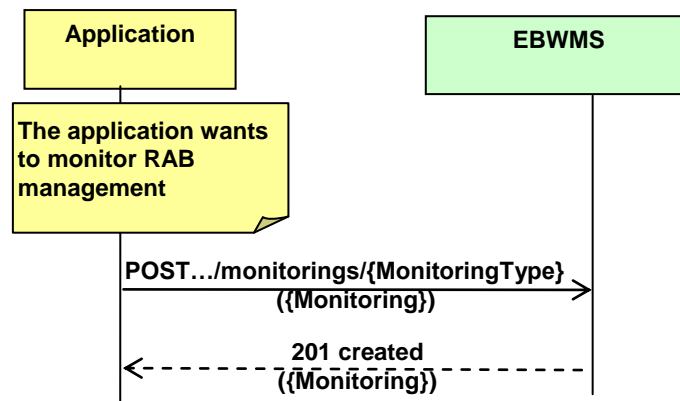 Application
EBWMS
The application wants
to monitor RAB
management
POST…/monitorings/{MonitoringType}
({Monitoring})
201 created
({Monitoring})